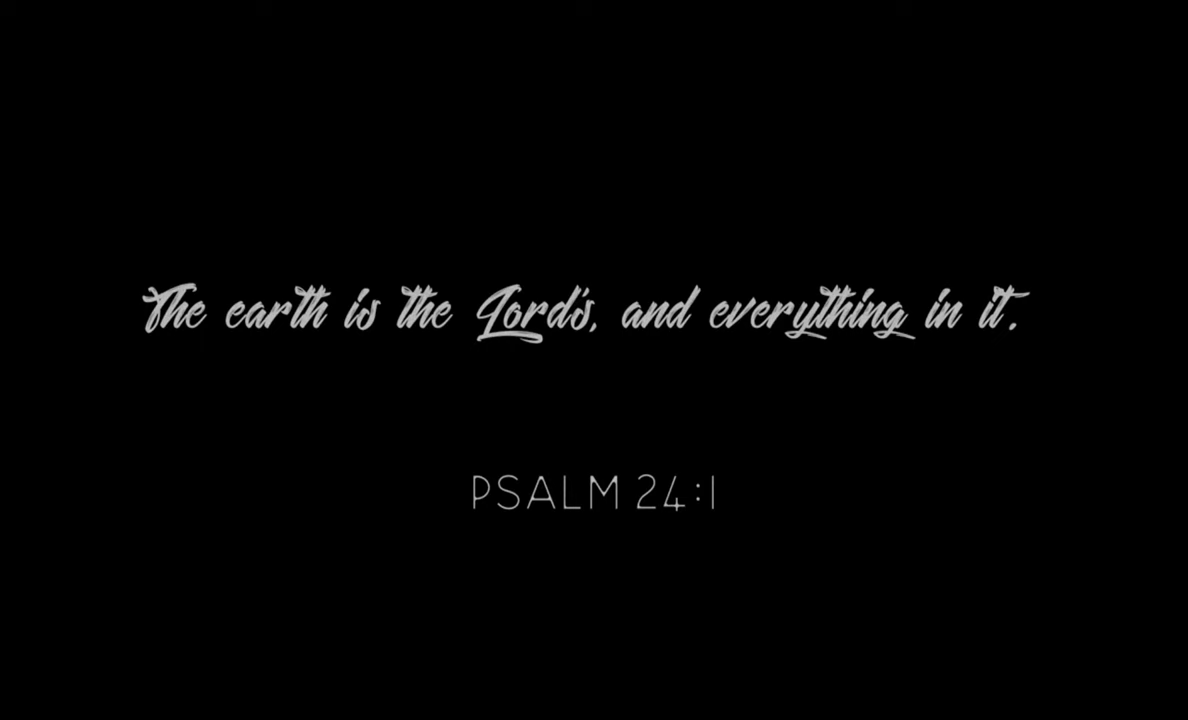 The earth is the Lord's, and everything in it.
PSALM 24:1